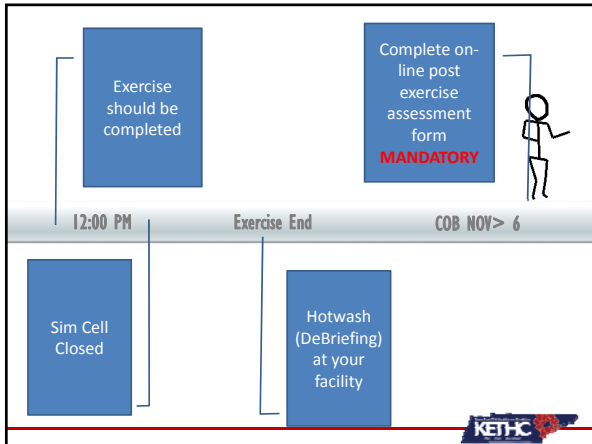 Exercise
should be
completed
Complete on-
line post
exercise
assessment
form
MANDATORY
12:00 PM
Exercise End
COB NOV> 6
Sim Cell
Closed
Hotwash
(DeBriefing)
at your
facility
KETHC